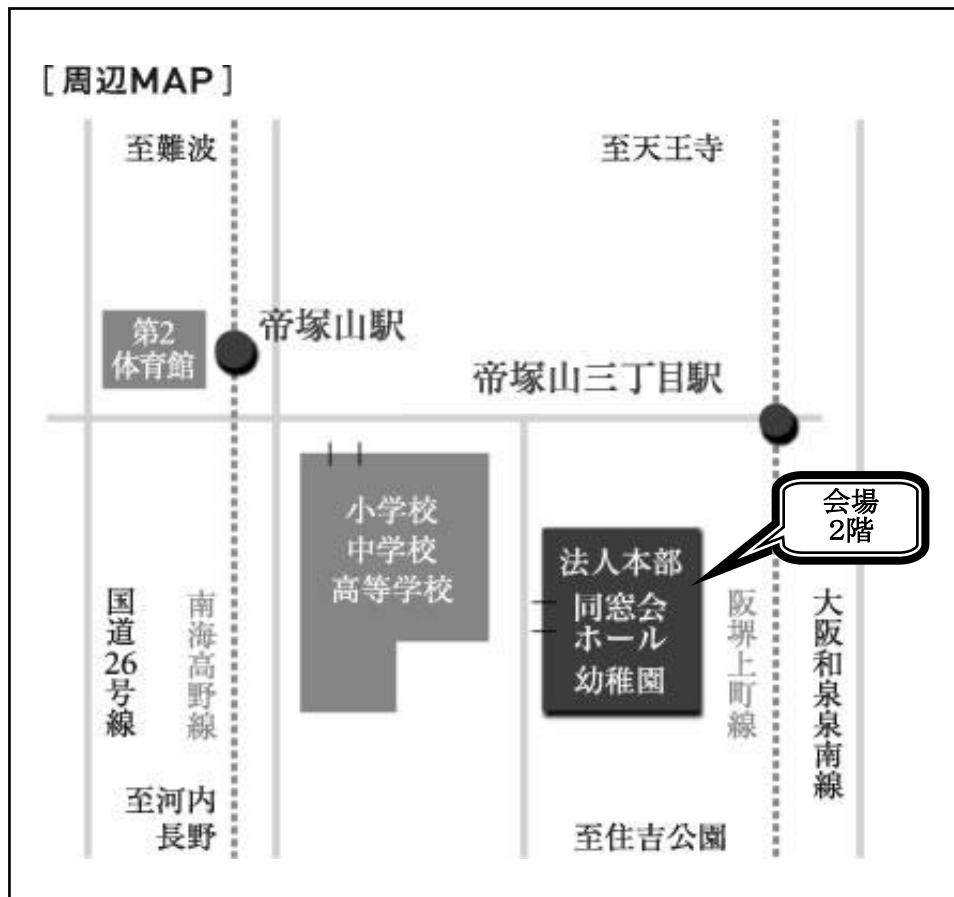 [周辺MAP]
至難波
至天王寺
第2
体育館
帝塚山駅
帝塚山三丁目駅
小学校
中学校
高等学校
会場
2階
法人本部
同窓会
ホール
幼稚園
国道26号線
南海高野線
阪堺上町線
大阪和泉泉南線
至河内
長野
至住吉公園